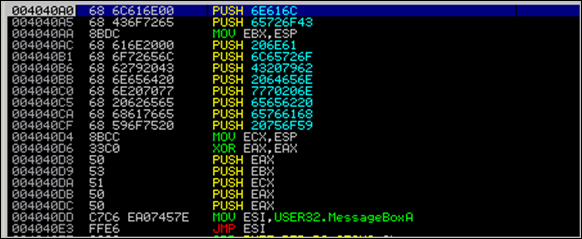 004040A0 68 6C616E00 PUSH 6E616C
004040A5 68 436F7265 PUSH 65726F43
004040AA 8BDC MOV EBX,ESP
004040AC 68 616E2000 PUSH 206E61
004040B1 68 6F72656C PUSH 6C65726F
004040B6 68 62792043 PUSH 43207962
004040BB 68 6E656420 PUSH 2064656E
004040C0 68 6E207077 PUSH 7770206E
004040C5 68 20626565 PUSH 65656220
004040CA 68 68617665 PUSH 65766168
004040CF 68 596F7520 PUSH 20756F59
004040D4 8BCC MOV ECX,ESP
004040D6 33C0 XOR EAX,EAX
004040D8 50 PUSH EAX
004040D9 53 PUSH EBX
004040DA 51 PUSH ECX
004040DB 50 PUSH EAX
004040DC 50 PUSH EAX
004040DD C7C6 EA07457E MOV ESI,USER32.MessageBoxA
004040E3 FFE6 JMP ESI